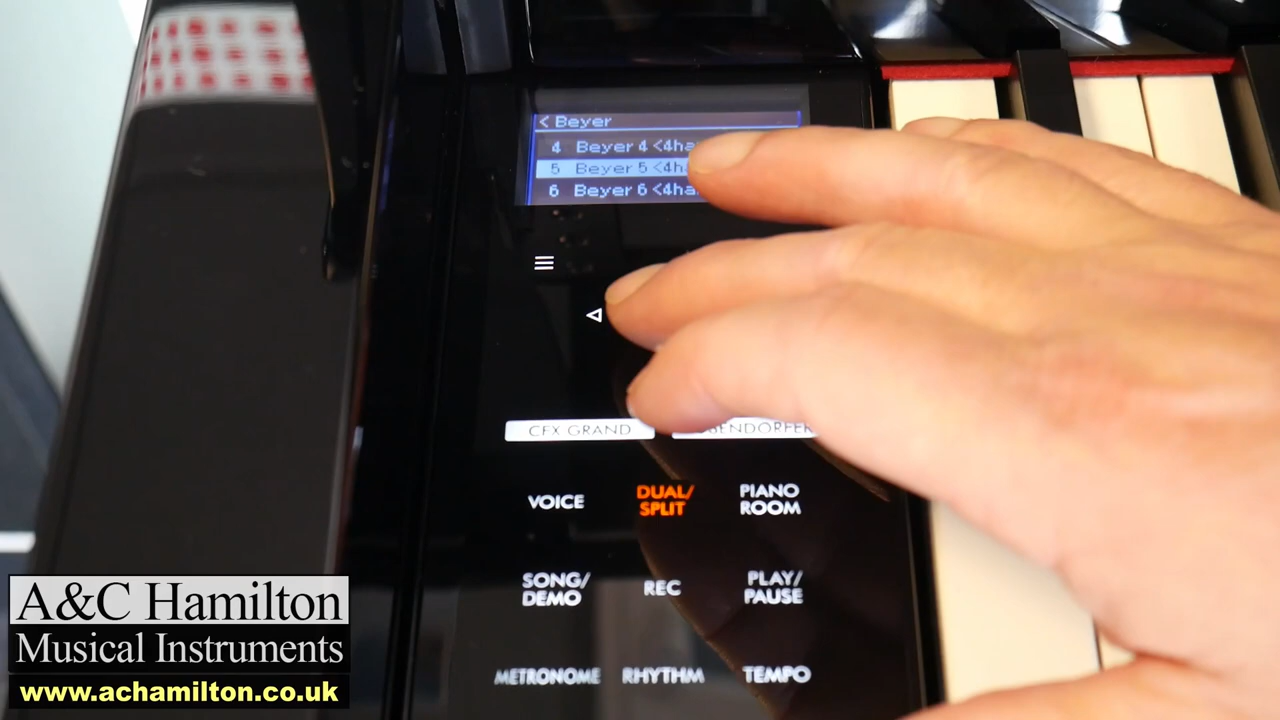 < Beyer
4 Beyer 4 <4ha
5 Beyer 5 <4h
6 Beyer 6 <4ha
CFX GRAND
VOICE
DUAL/
SPLIT
PIANO
ROOM
SONG/
DEMO
REC
PLAY/
PAUSE
METRONOME
RHYTHM
TEMPO
A&C Hamilton
Musical Instruments
www.achamilton.co.uk